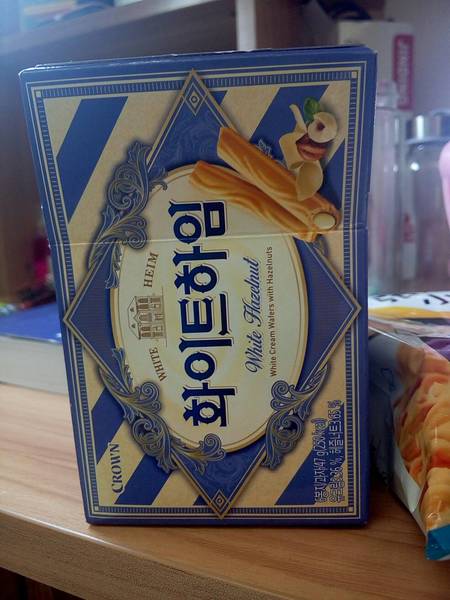 WHITE HEIM
화이트하임
White Hazelnut
White Cream Wafers with Hazelnuts
CROWN